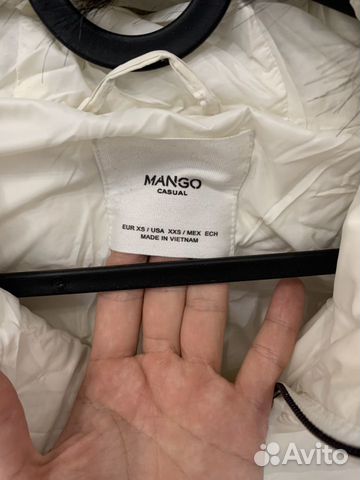 MANGO
CASUAL
EUR XS / USA XXS / MEX ECH
MADE IN VIETNAM
Avito